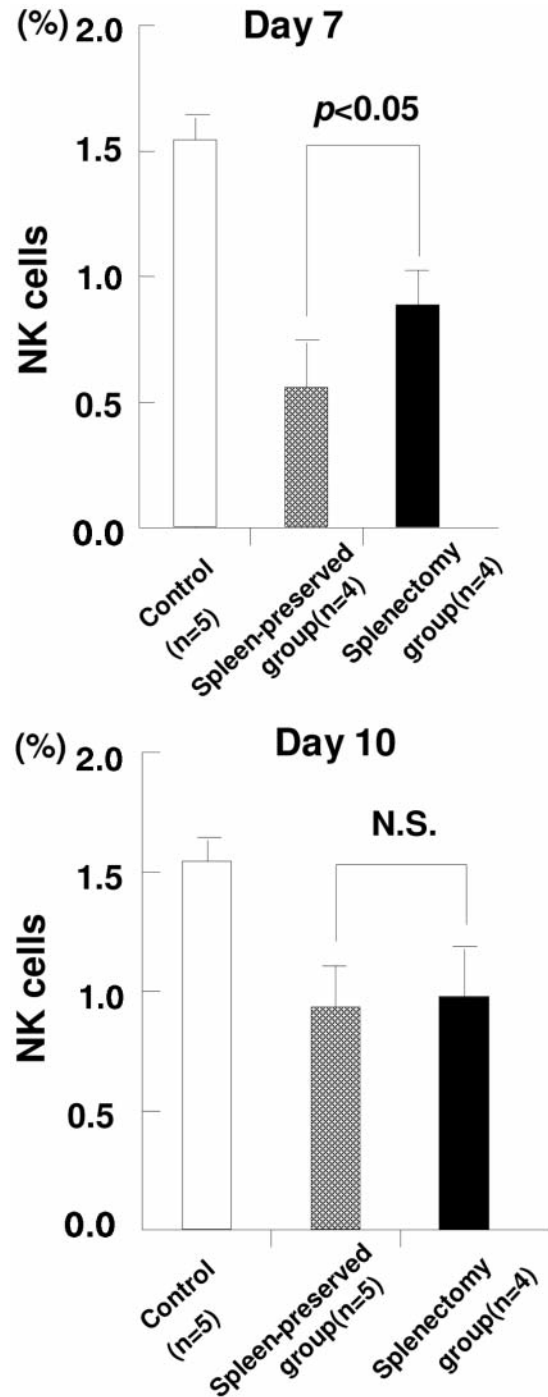 (%)
Day 7
2.0
1.5
1.0
0.5
0.0
NK cells
p<0.05
Control
(n=5)
Spleen-preserved
group(n=4)
Splenectomy
group(n=4)
(%)
Day 10
2.0
1.5
1.0
0.5
0.0
NK cells
N.S.
Control
(n=5)
Spleen-preserved
group(n=5)
Splenectomy
group(n=4)